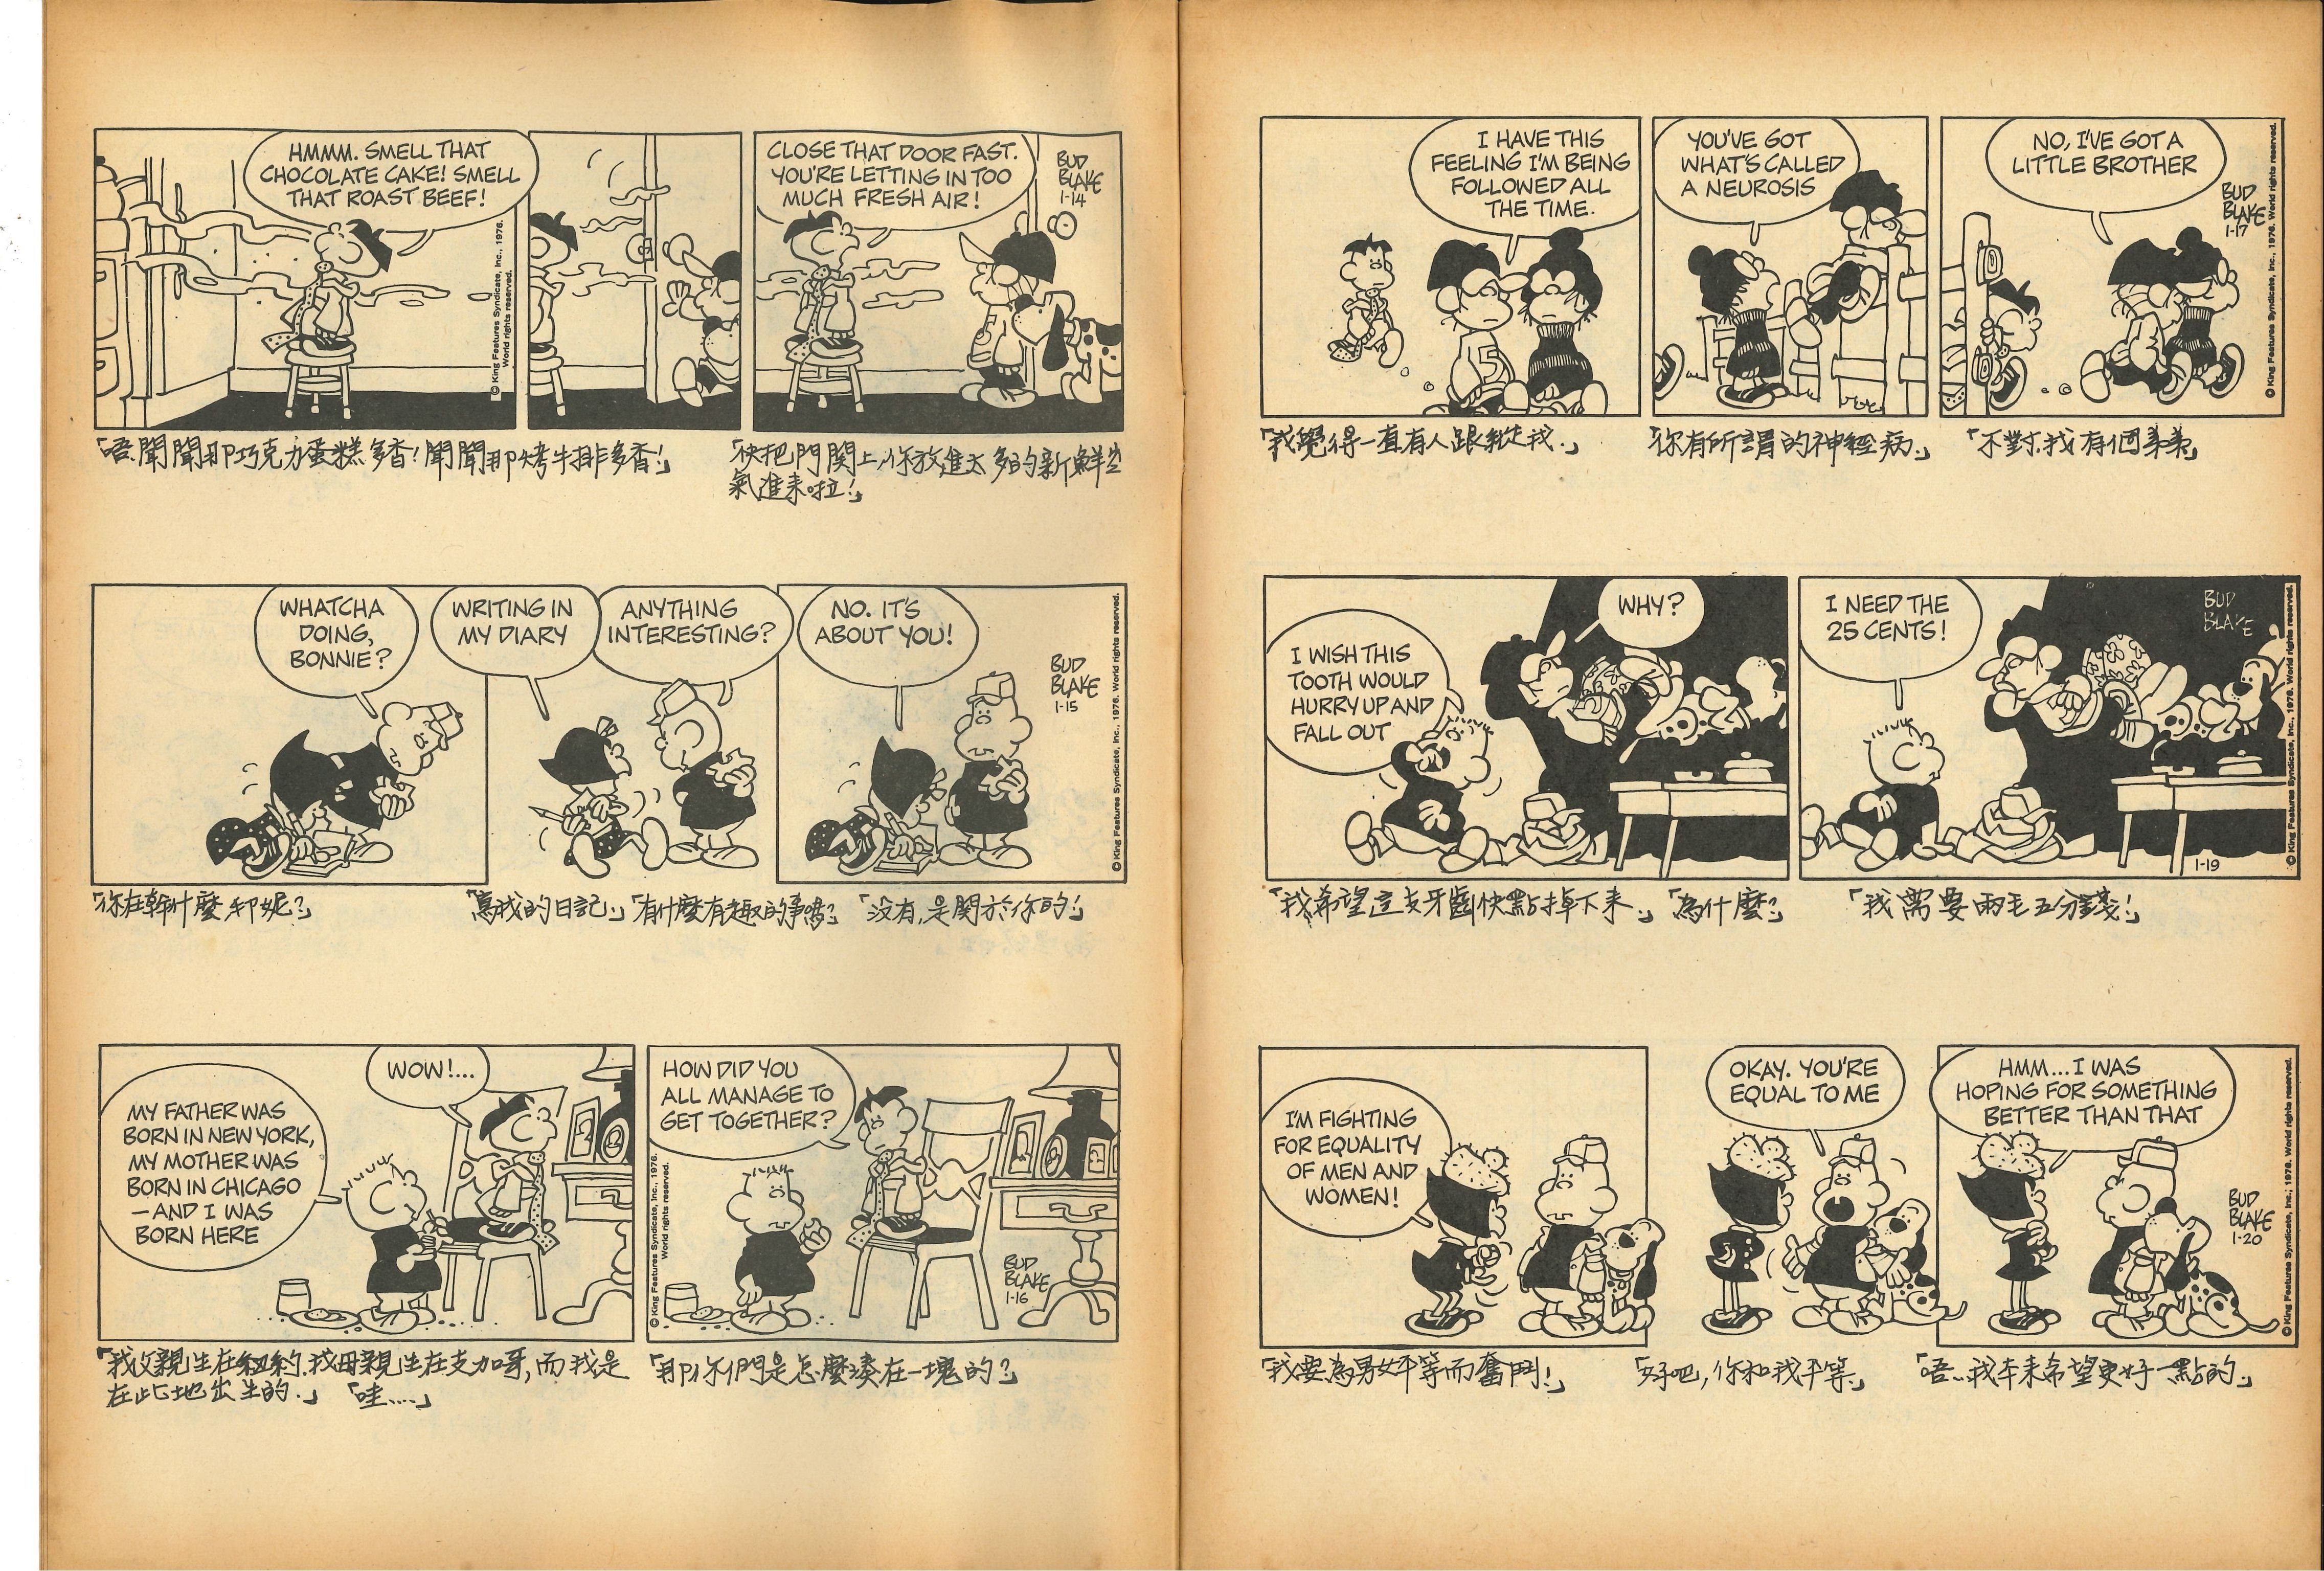 HMMM. SMELL THAT
CHOCOLATE CAKE! SMELL
THAT ROAST BEEF!
© King Features Syndicate, Inc., 1976.
World rights reserved.
CLOSE THAT DOOR FAST.
YOU'RE LETTING IN TOO
MUCH FRESH AIR!
BUD
BLAKE
1-14
「唔.聞聞那巧克力蛋糕多香!聞聞那烤牛排多香!」
「快把門関上,你放進太多的新鮮空
氣進来啦!」
WHATCHA
DOING,
BONNIE?
WRITING IN
MY DIARY
ANYTHING
INTERESTING?
NO. IT'S
ABOUT YOU!
BUD
BLAKE
1-15
© King Features Syndicate, Inc., 1976. World rights reserved.
「你在幹什麼,邦妮?」
「寫我的日記.」
「有什麼有趣的事嗎?」
「没有,是関於你的!」
MY FATHER WAS
BORN IN NEW YORK,
MY MOTHER WAS
BORN IN CHICAGO
—AND I WAS
BORN HERE
WOW!...
HOW DID YOU
ALL MANAGE TO
GET TOGETHER?
© King Features Syndicate, Inc., 1976.
World rights reserved.
BUD
BLAKE
1-16
「我父親生在紐約.我母親生在支加哥,而我是
在此地出生的.」 「哇....」
「那你們是怎麼湊在一塊的?」
I HAVE THIS
FEELING I'M BEING
FOLLOWED ALL
THE TIME.
YOU'VE GOT
WHAT'S CALLED
A NEUROSIS
NO, I'VE GOT A
LITTLE BROTHER
BUD
BLAKE
1-17
© King Features Syndicate, Inc., 1976. World rights reserved.
「我覺得一直有人跟蹤我.」
「你有所謂的神經病.」
「不對.我有個弟弟」
I WISH THIS
TOOTH WOULD
HURRY UP AND
FALL OUT
WHY?
I NEED THE
25 CENTS!
BUD
BLAKE
1-19
© King Features Syndicate, Inc., 1976. World rights reserved.
「我希望這支牙齒快點掉下来.」
「為什麼?」
「我需要兩毛五分錢!」
I'M FIGHTING
FOR EQUALITY
OF MEN AND
WOMEN!
OKAY. YOU'RE
EQUAL TO ME
HMM...I WAS
HOPING FOR SOMETHING
BETTER THAN THAT
BUD
BLAKE
1-20
© King Features Syndicate, Inc., 1976. World rights reserved.
「我要為男女平等而奮鬥!」
「好吧,你和我平等.」
「唔...我本来希望更好一點的.」